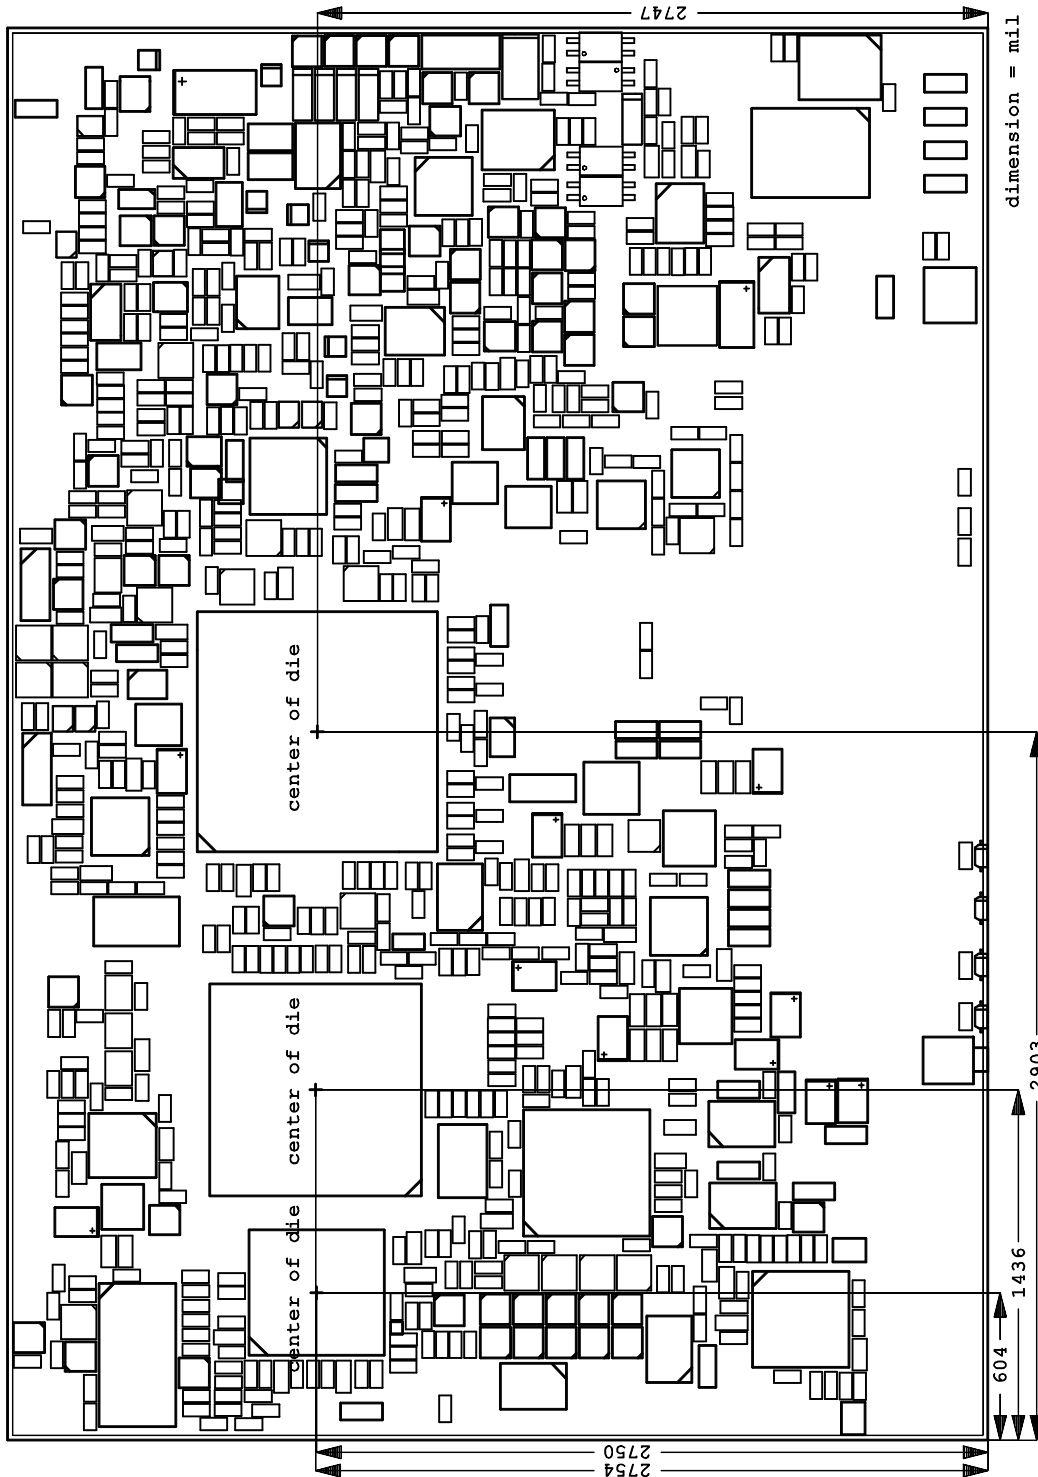 2747
dimension = mil
center of die
center of die
center of die
2903
1436
604
2750
2754